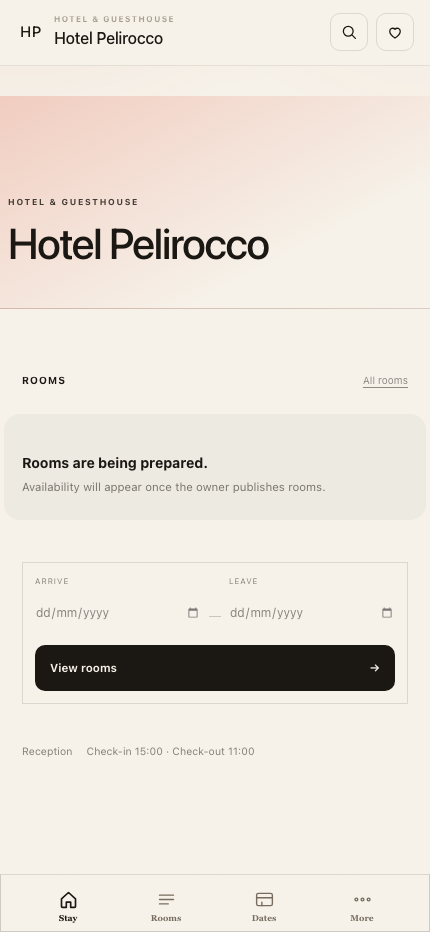 HP
HOTEL & GUESTHOUSE
Hotel Pelirocco
HOTEL & GUESTHOUSE
Hotel Pelirocco
ROOMS
All rooms
Rooms are being prepared.
Availability will appear once the owner publishes rooms.
ARRIVE
LEAVE
dd/mm/yyyy — dd/mm/yyyy
View rooms →
Reception Check-in 15:00 · Check-out 11:00
Stay
Rooms
Dates
More